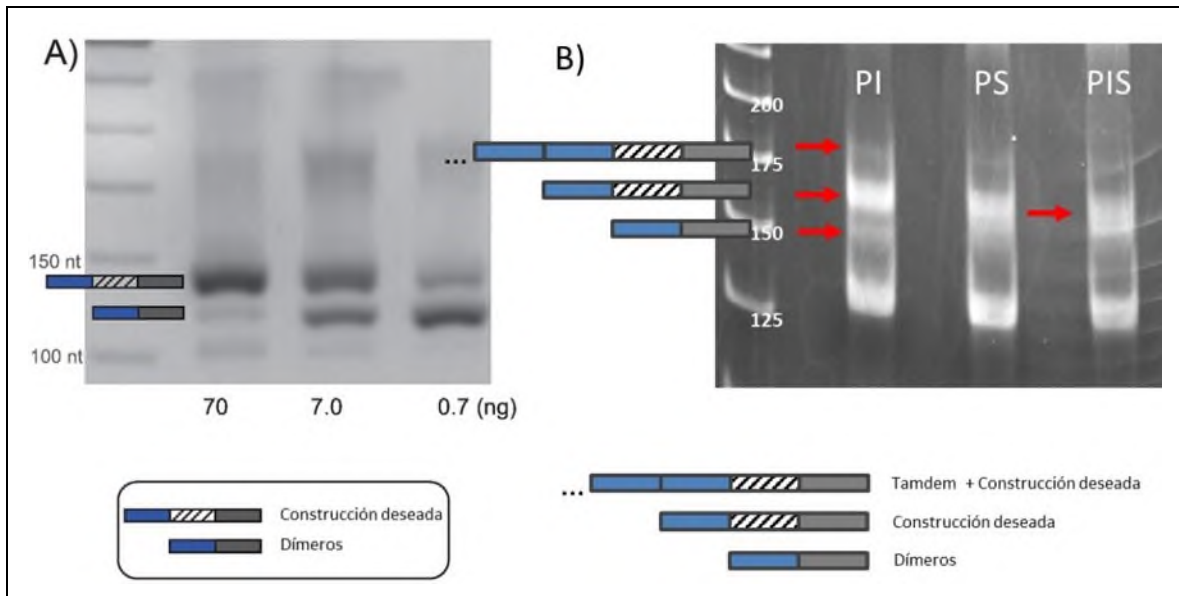 A)
150 nt
100 nt
70 7.0 0.7 (ng)
Construcción deseada
Dímeros
B)
PI PS PIS
200
175
150
125
...
... Tamdem + Construcción deseada
Construcción deseada
Dímeros